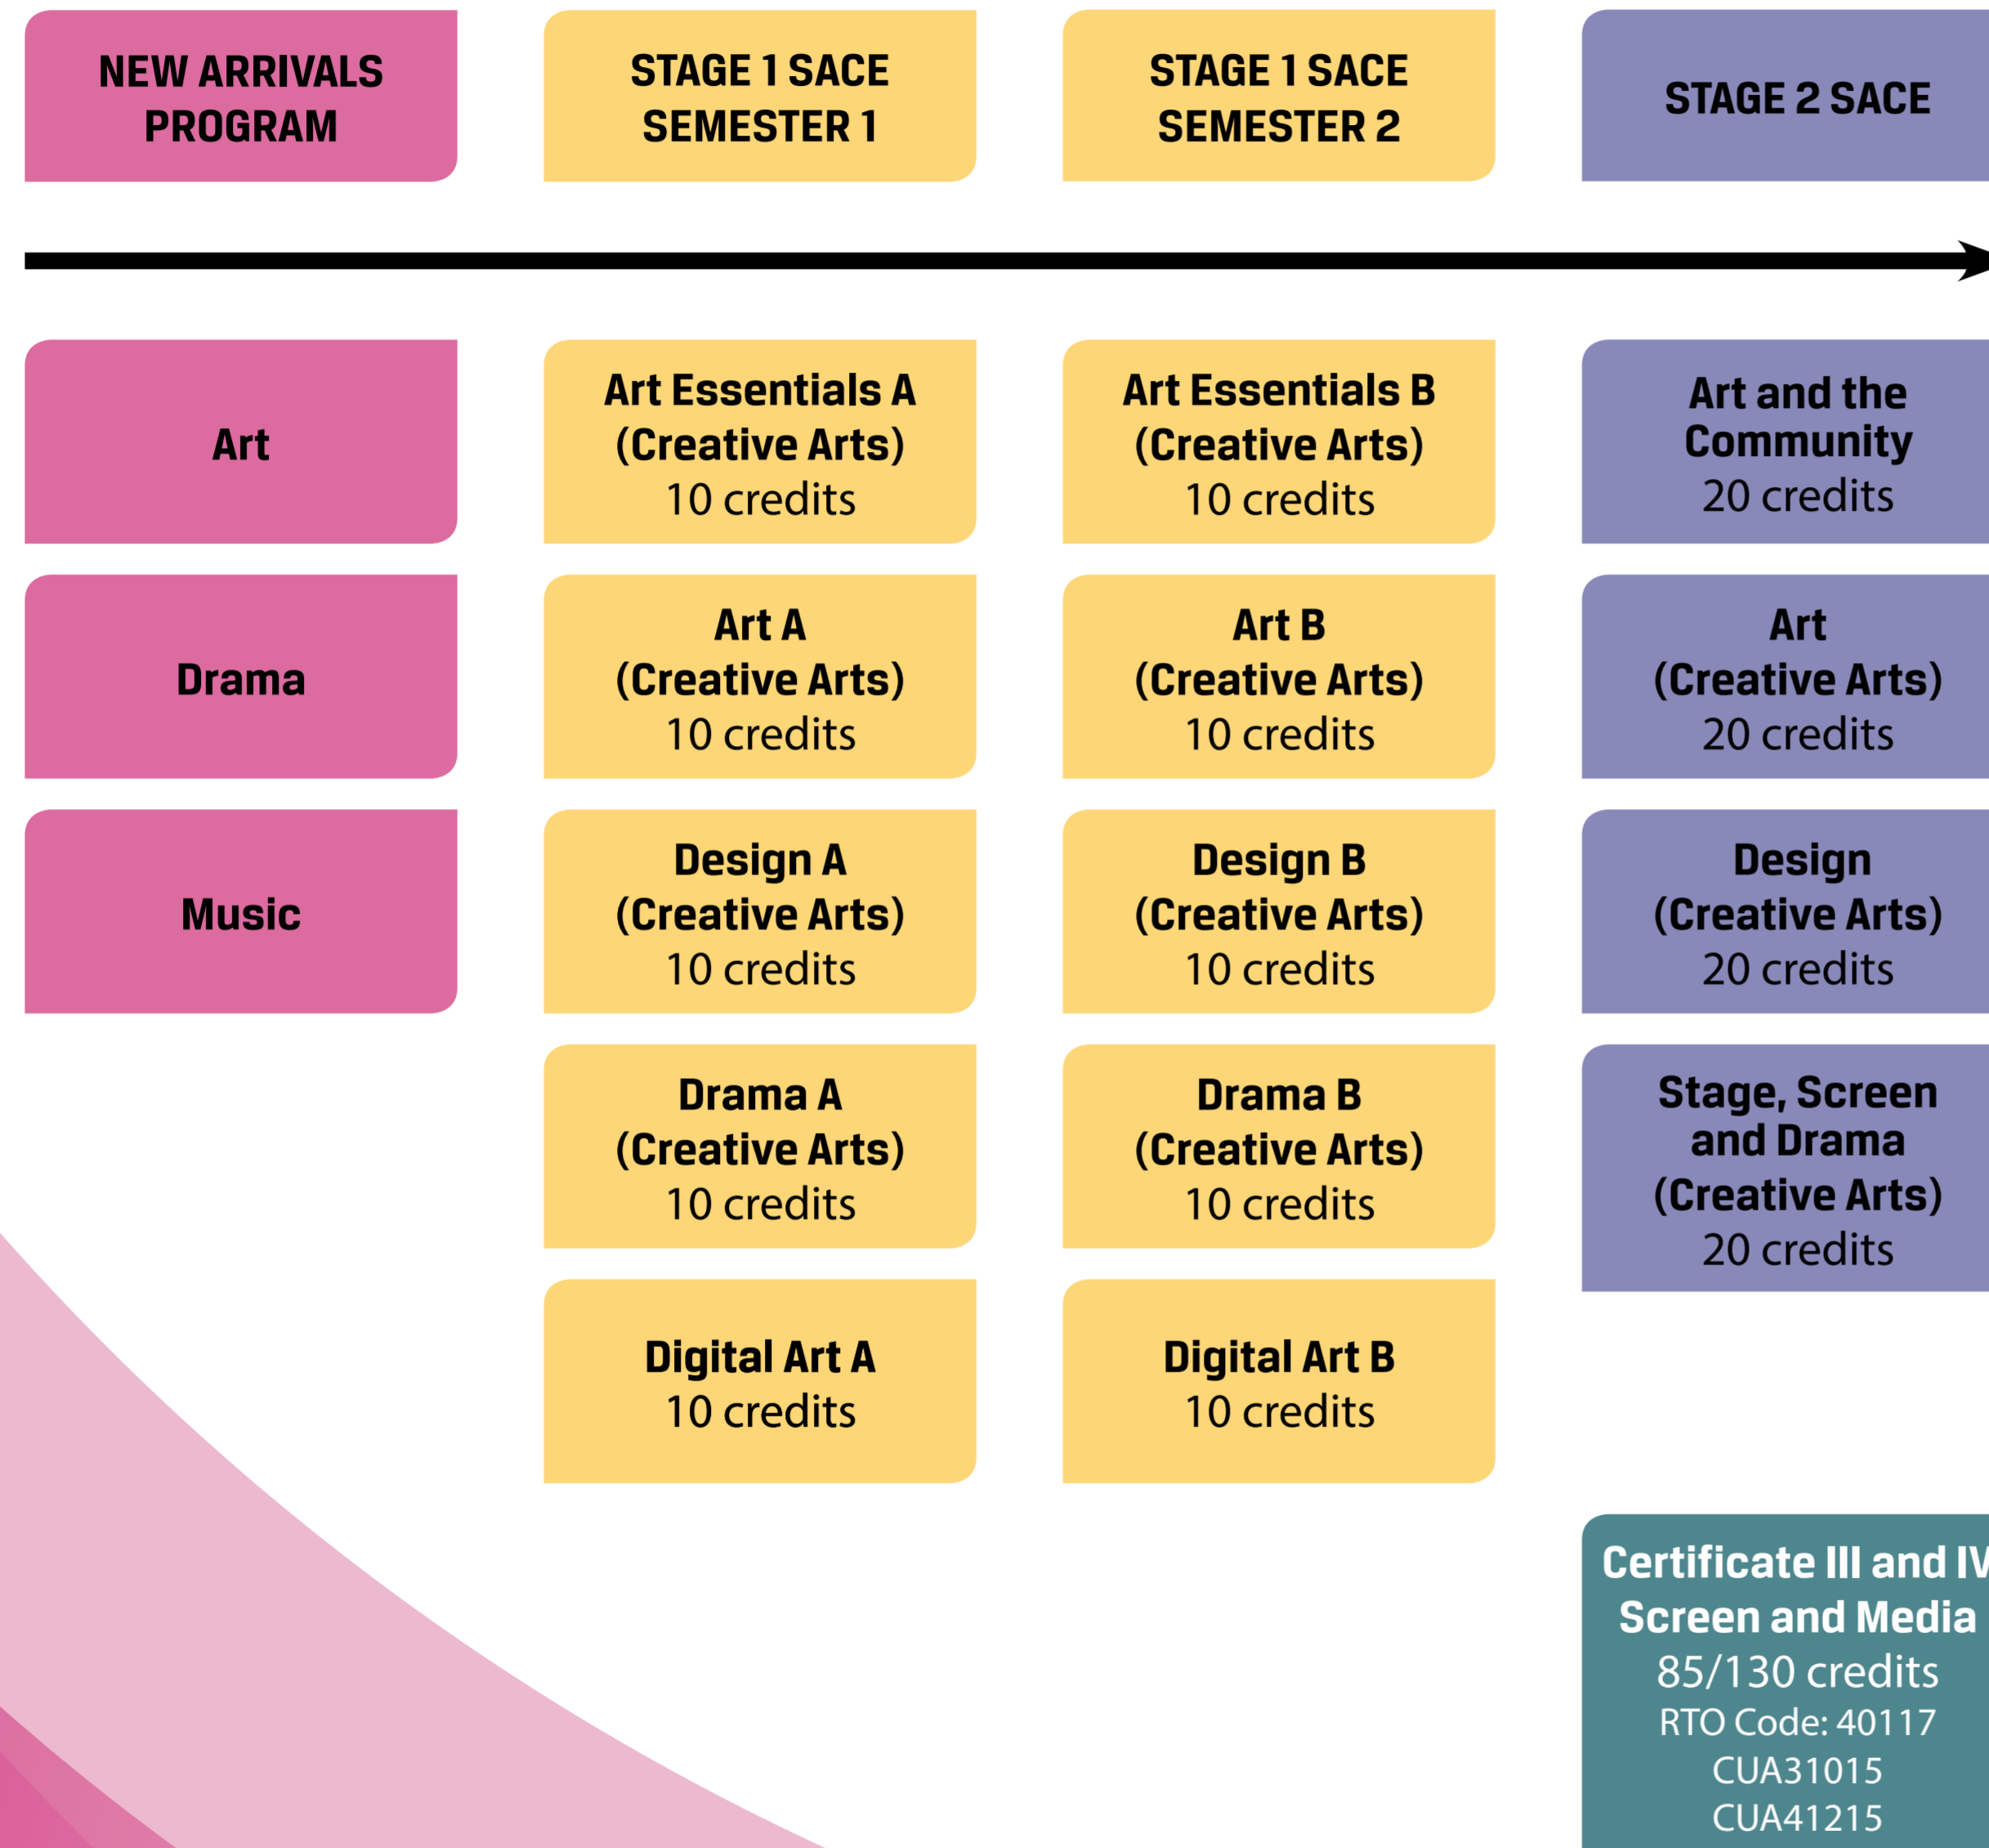 NEW ARRIVALS
PROGRAM
STAGE 1 SACE
SEMESTER 1
STAGE 1 SACE
SEMESTER 2
STAGE 2 SACE
Art
Art Essentials A
(Creative Arts)
10 credits
Art Essentials B
(Creative Arts)
10 credits
Art and the
Community
20 credits
Drama
Art A
(Creative Arts)
10 credits
Art B
(Creative Arts)
10 credits
Art
(Creative Arts)
20 credits
Music
Design A
(Creative Arts)
10 credits
Design B
(Creative Arts)
10 credits
Design
(Creative Arts)
20 credits
Drama A
(Creative Arts)
10 credits
Drama B
(Creative Arts)
10 credits
Stage, Screen
and Drama
(Creative Arts)
20 credits
Digital Art A
10 credits
Digital Art B
10 credits
Certificate III and IV
Screen and Media
85/130 credits
RTO Code: 40117
CUA31015
CUA41215